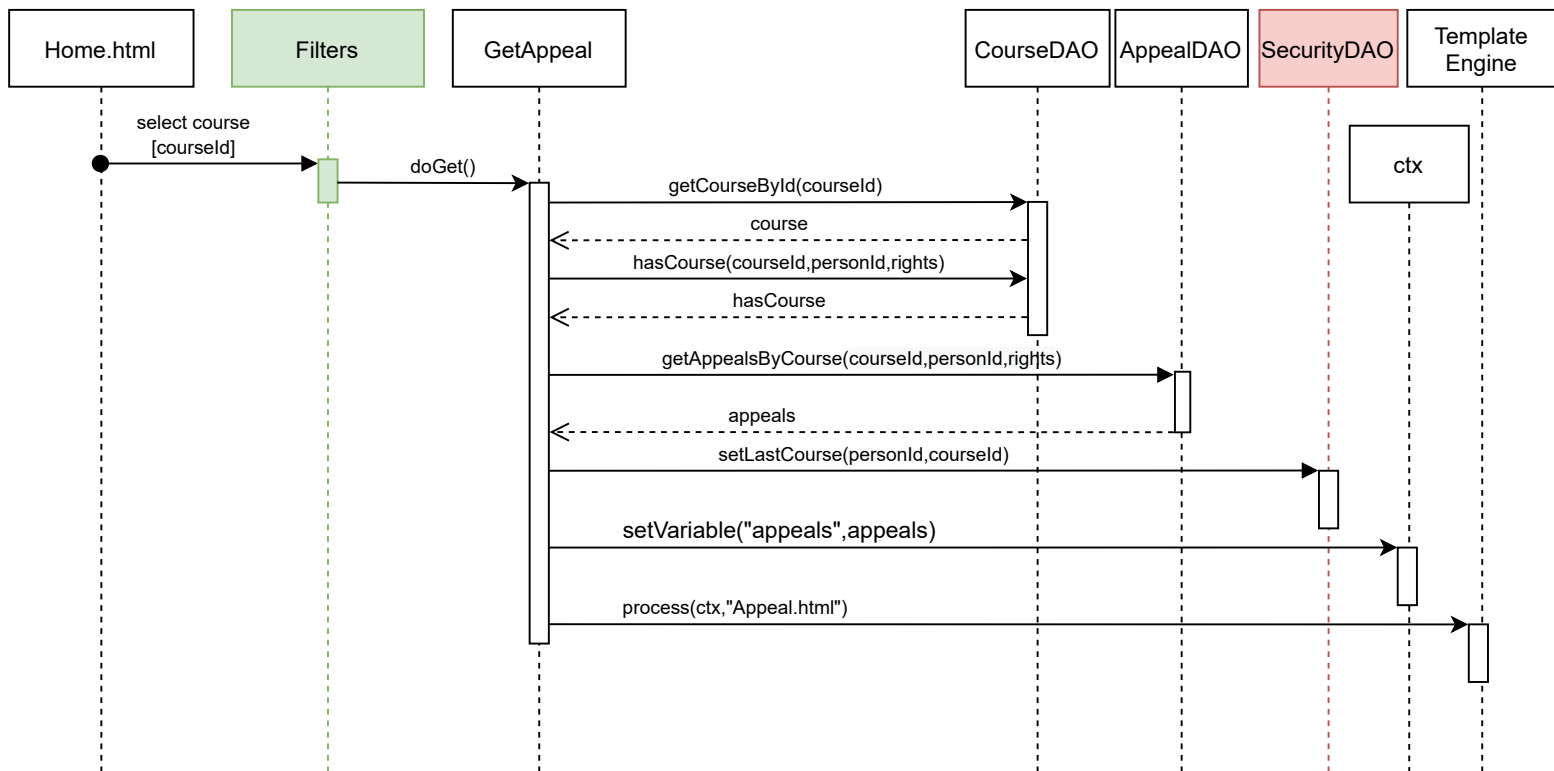 Home.html
Filters
GetAppeal
CourseDAO
AppealDAO
SecurityDAO
Template
Engine
select course
[courseId]
doGet()
ctx
getCourseById(courseId)
course
hasCourse(courseId,personId,rights)
hasCourse
getAppealsByCourse(courseId,personId,rights)
appeals
setLastCourse(personId,courseId)
setVariable("appeals",appeals)
process(ctx,"Appeal.html")